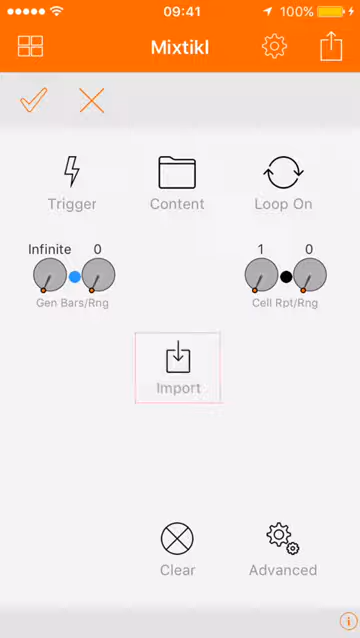 09:41
100%
Mixtikl
Trigger
Content
Loop On
Infinite 0
1 0
Gen Bars/Rng
Cell Rpt/Rng
Import
Clear
Advanced